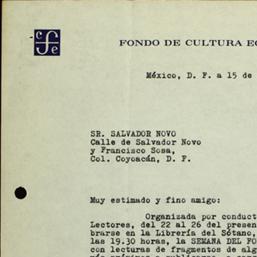 cfe
FONDO DE CULTURA EC
México, D. F. a 15 de
SR. SALVADOR NOVO
Calle de Salvador Novo
y Francisco Sosa,
Col. Coyoacán, D. F.
Muy estimado y fino amigo:
Organizada por conduct
Lectores, del 22 al 26 del presen
brarse en la Librería del Sótano,
las 19.30 horas, la SEMANA DEL FO
con lecturas de fragmentos de alg